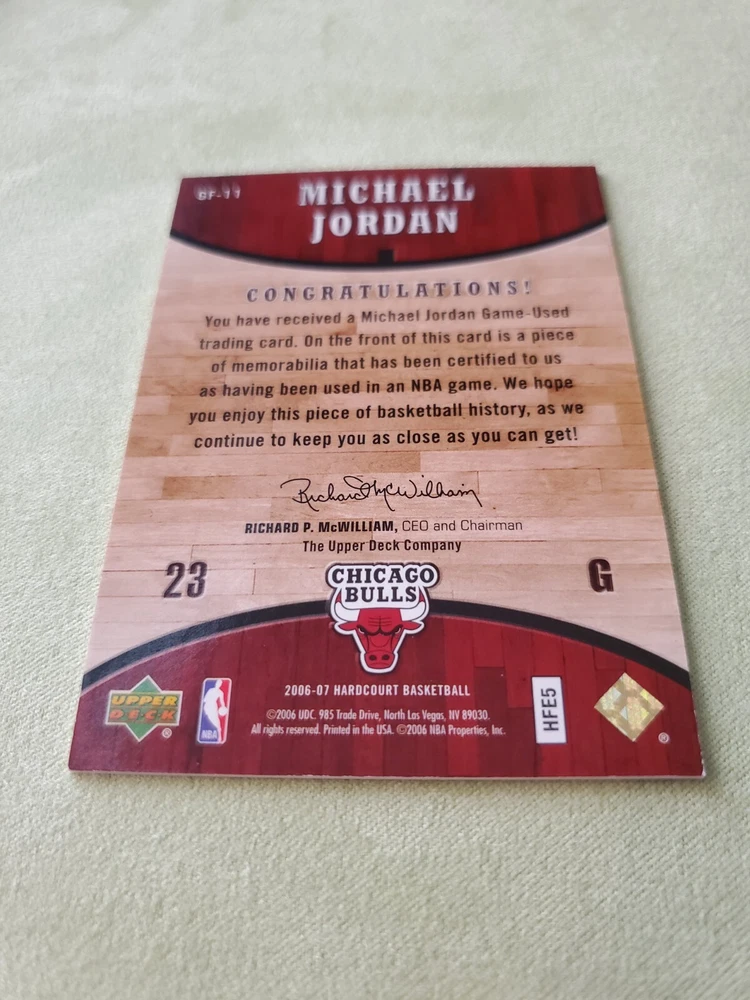 GF-11
MICHAEL
JORDAN
CONGRATULATIONS!
You have received a Michael Jordan Game-Used
trading card. On the front of this card is a piece
of memorabilia that has been certified to us
as having been used in an NBA game. We hope
you enjoy this piece of basketball history, as we
continue to keep you as close as you can get!
Richard P. McWilliam
RICHARD P. McWILLIAM, CEO and Chairman
The Upper Deck Company
23
G
CHICAGO
BULLS
2006-07 HARDCOURT BASKETBALL
©2006 UDC. 985 Trade Drive, North Las Vegas, NV 89030.
All rights reserved. Printed in the USA. ©2006 NBA Properties, Inc.
UPPER
DECK
®
NBA
HFE5
®